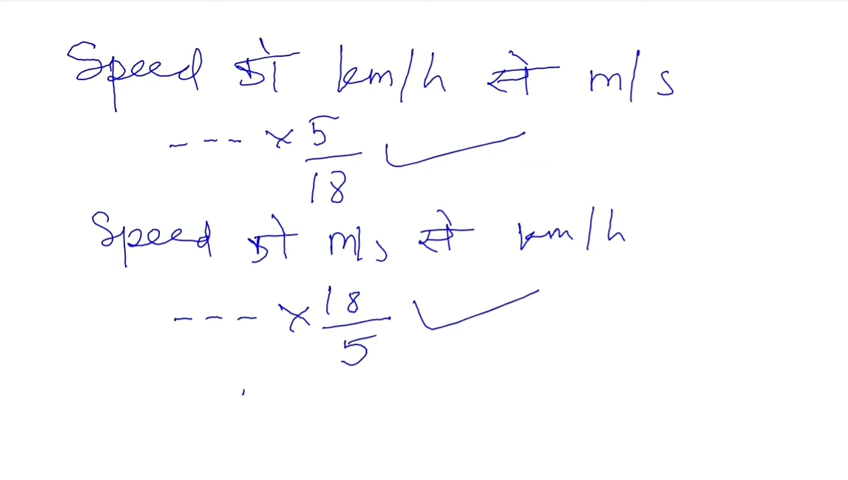 Speed को km/h से m/s
--- × 5/18 ✓
Speed को m/s से km/h
--- × 18/5 ✓